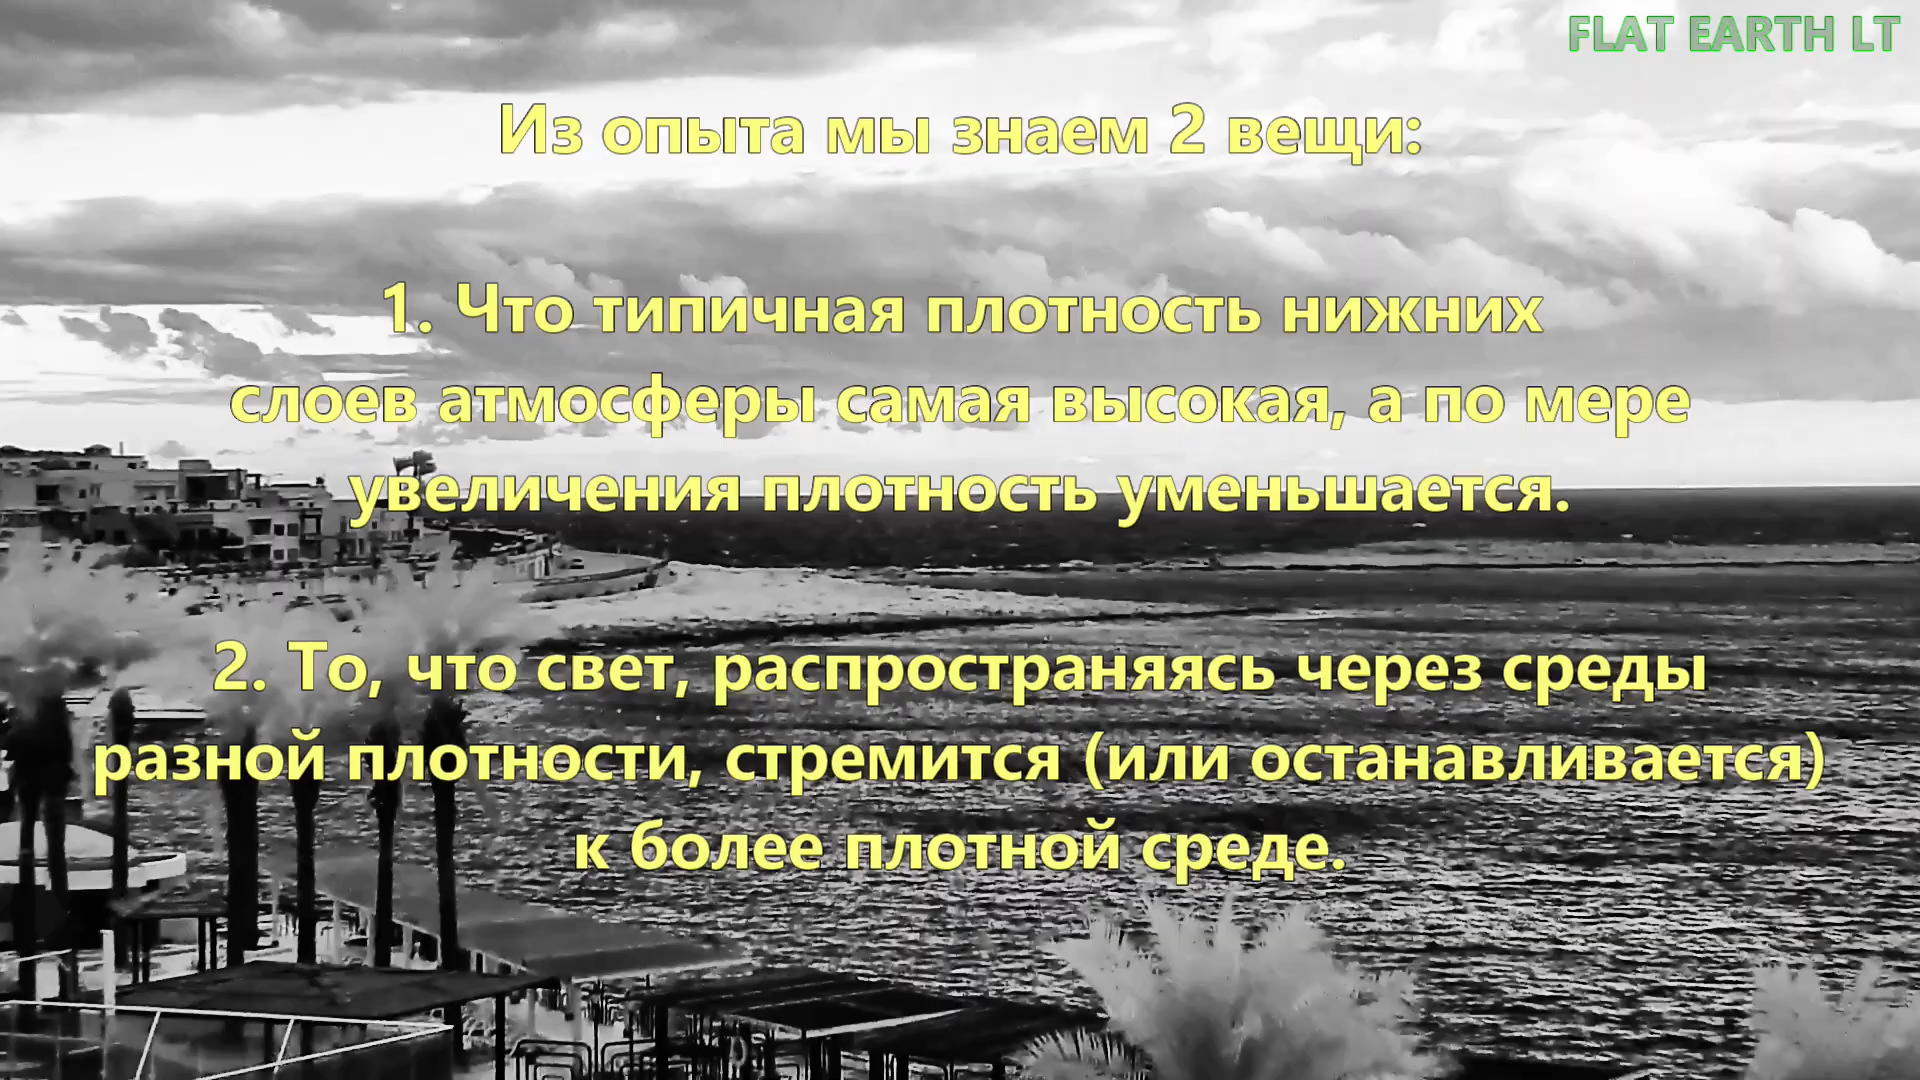 FLAT EARTH LT
Из опыта мы знаем 2 вещи:
1. Что типичная плотность нижних
слоев атмосферы самая высокая, а по мере
увеличения плотность уменьшается.
2. То, что свет, распространяясь через среды
разной плотности, стремится (или останавливается)
к более плотной среде.